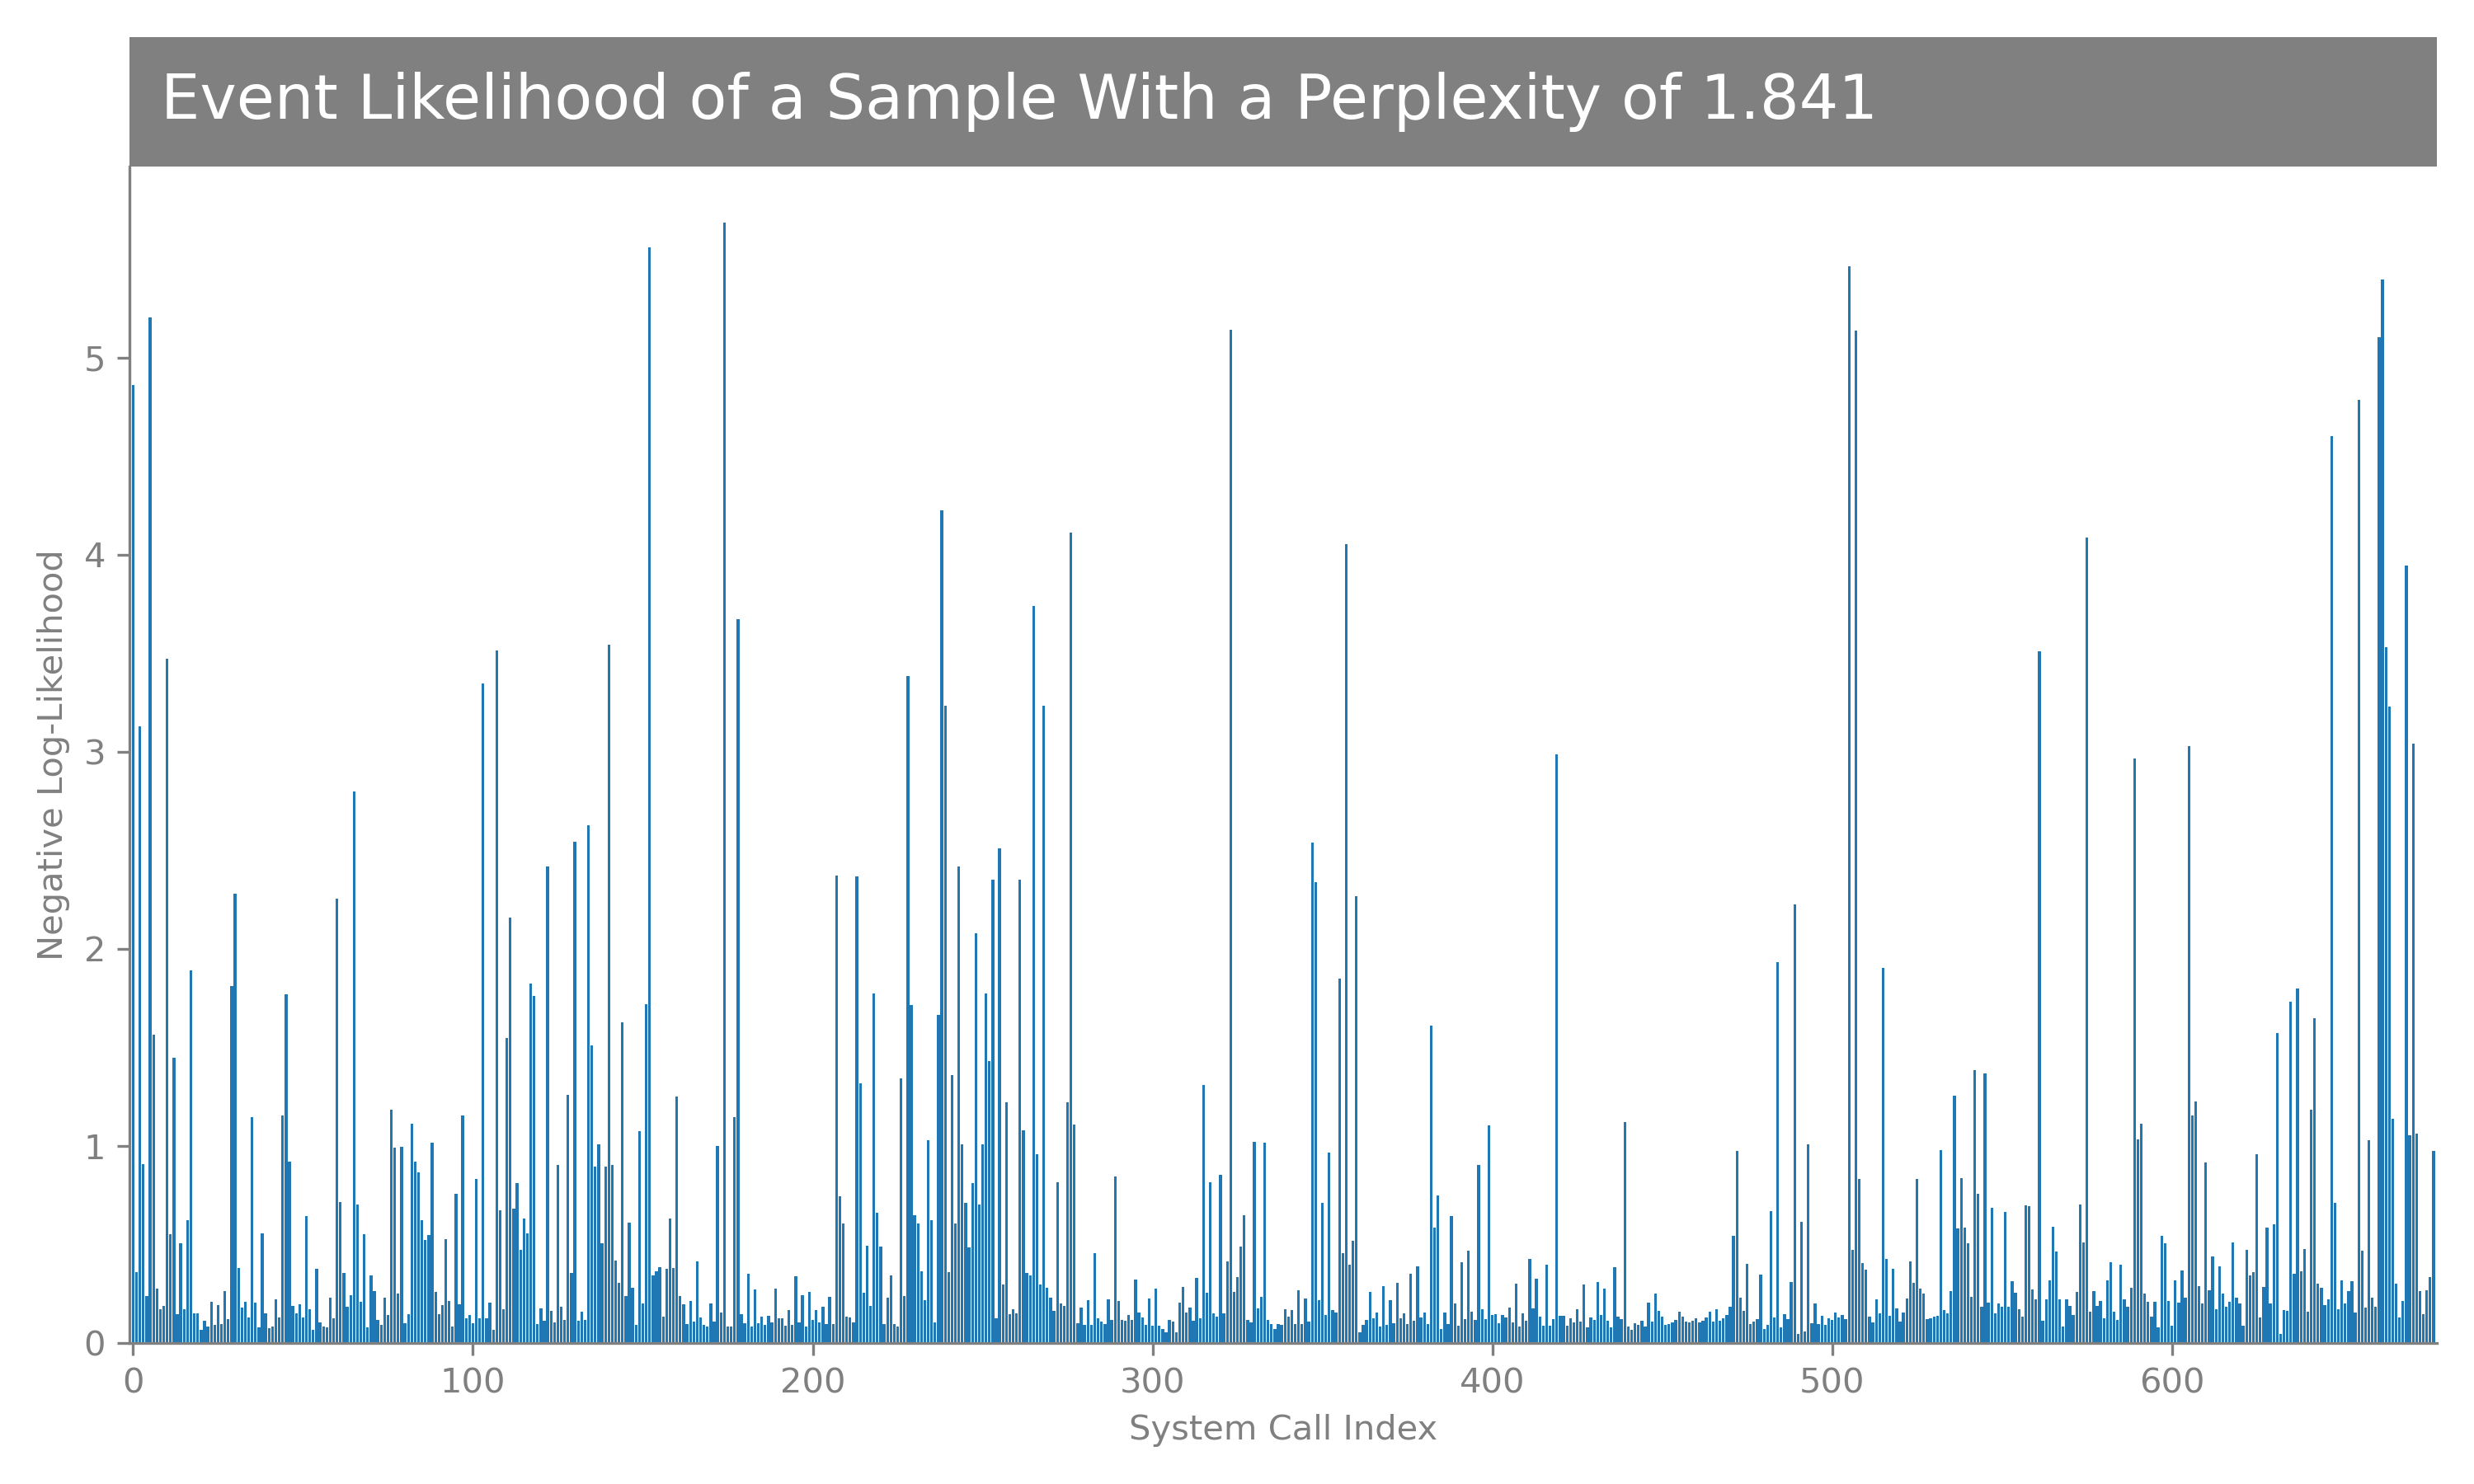 Event Likelihood of a Sample With a Perplexity of 1.841
Negative Log-Likelihood
5
4
3
2
1
0
0 100 200 300 400 500 600
System Call Index